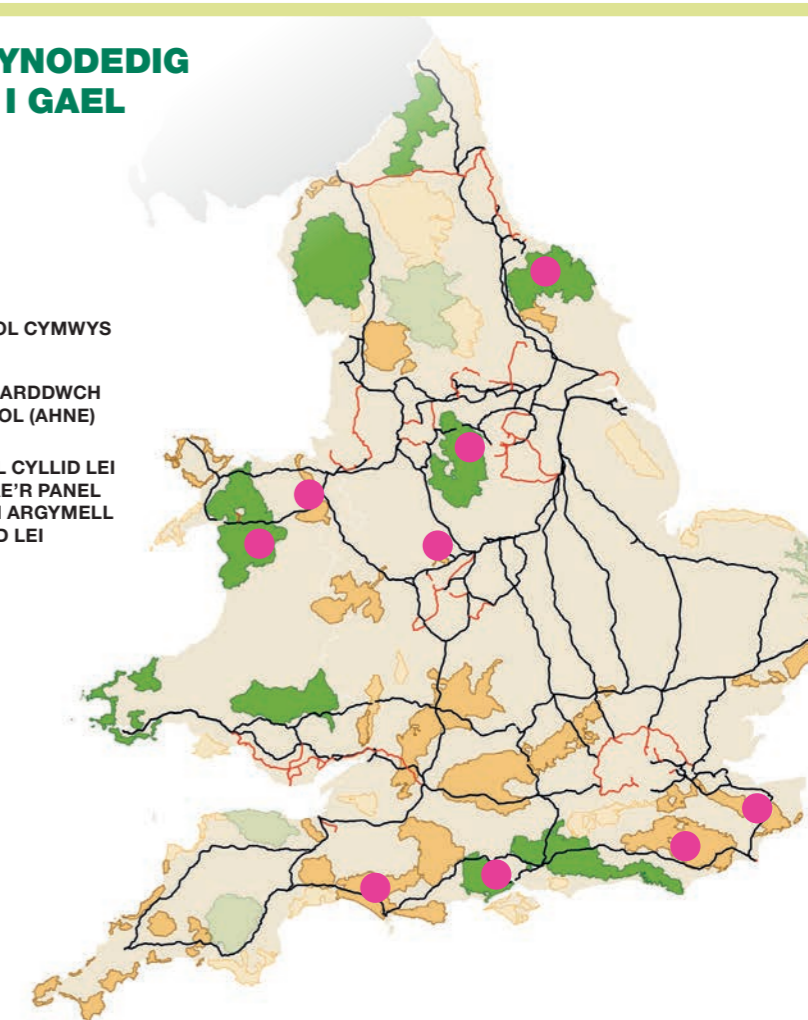 YNODEDIG
I GAEL
OL CYMWYS
ARDDWCH
OL (AHNE)
L CYLLID LEI
E'R PANEL
I ARGYMELL
D LEI